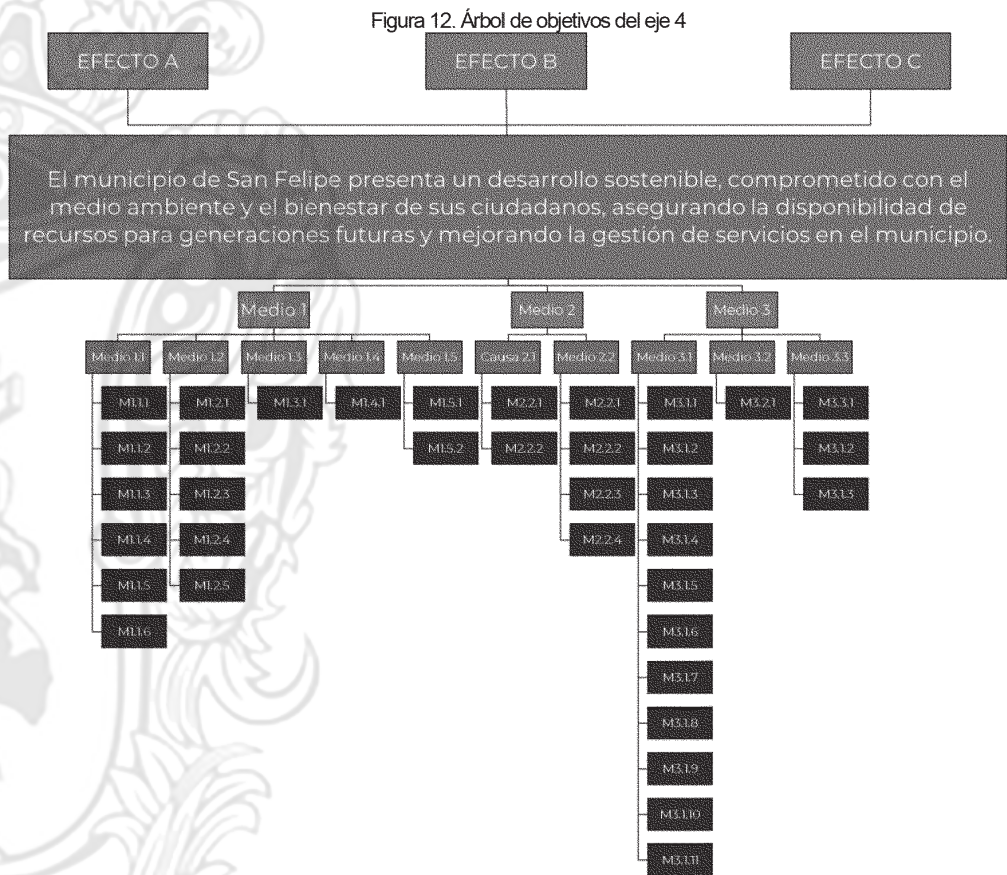 Figura 12. Árbol de objetivos del eje 4
EFECTO A
EFECTO B
EFECTO C
El municipio de San Felipe presenta un desarrollo sostenible, comprometido con el
medio ambiente y el bienestar de sus ciudadanos, asegurando la disponibilidad de
recursos para generaciones futuras y mejorando la gestión de servicios en el municipio.
Medio 1
Medio 2
Medio 3
Medio 1.1
Medio 1.2
Medio 1.3
Medio 1.4
Medio 1.5
Causa 2.1
Medio 2.2
Medio 3.1
Medio 3.2
Medio 3.3
M1.1.1
M1.1.2
M1.1.3
M1.1.4
M1.1.5
M1.1.6
M1.2.1
M1.2.2
M1.2.3
M1.2.4
M1.2.5
M1.3.1
M1.4.1
M1.5.1
M1.5.2
M2.2.1
M2.2.2
M2.2.1
M2.2.2
M2.2.3
M2.2.4
M3.1.1
M3.1.2
M3.1.3
M3.1.4
M3.1.5
M3.1.6
M3.1.7
M3.1.8
M3.1.9
M3.1.10
M3.1.11
M3.2.1
M3.3.1
M3.1.2
M3.1.3